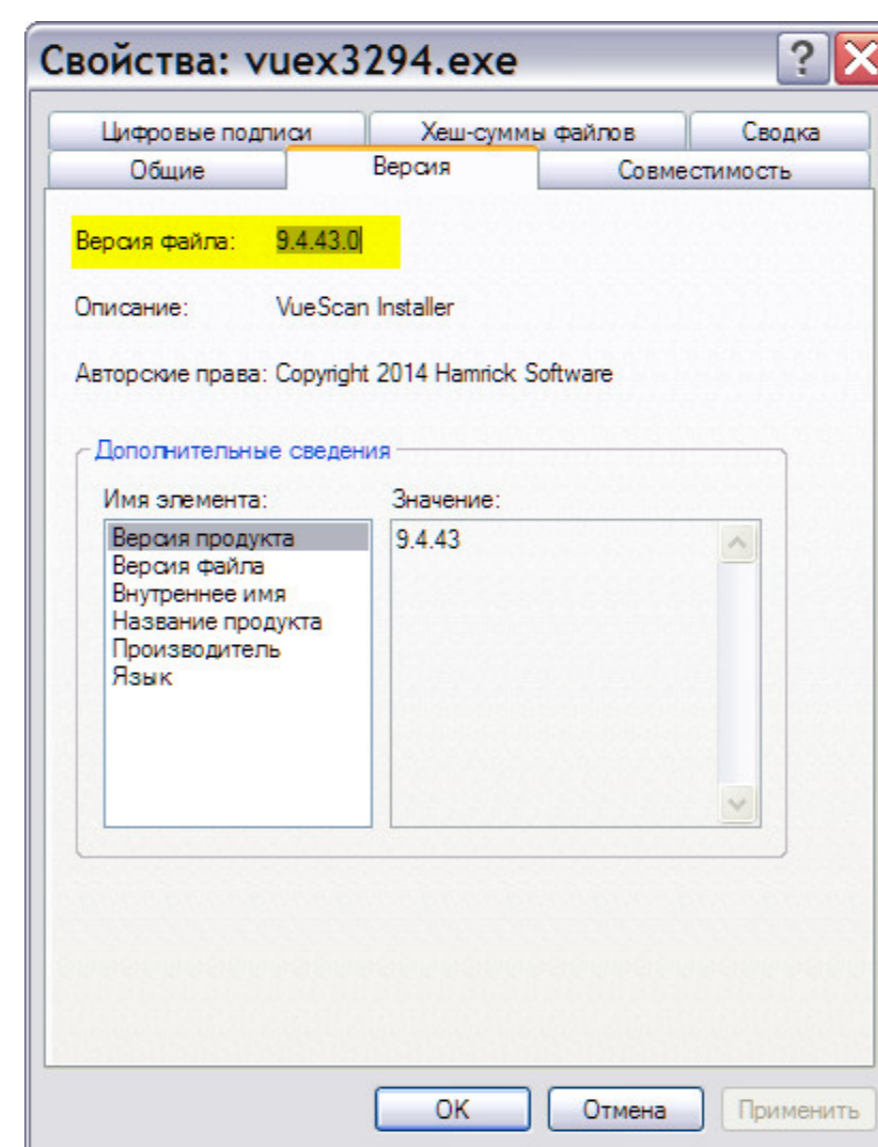 Свойства: vuex3294.exe
Цифровые подписи Хеш-суммы файлов Сводка
Общие Версия Совместимость
Версия файла: 9.4.43.0
Описание: VueScan Installer
Авторские права: Copyright 2014 Hamrick Software
Дополнительные сведения
Имя элемента: Значение:
Версия продукта 9.4.43
Версия файла
Внутреннее имя
Название продукта
Производитель
Язык
OK Отмена Применить